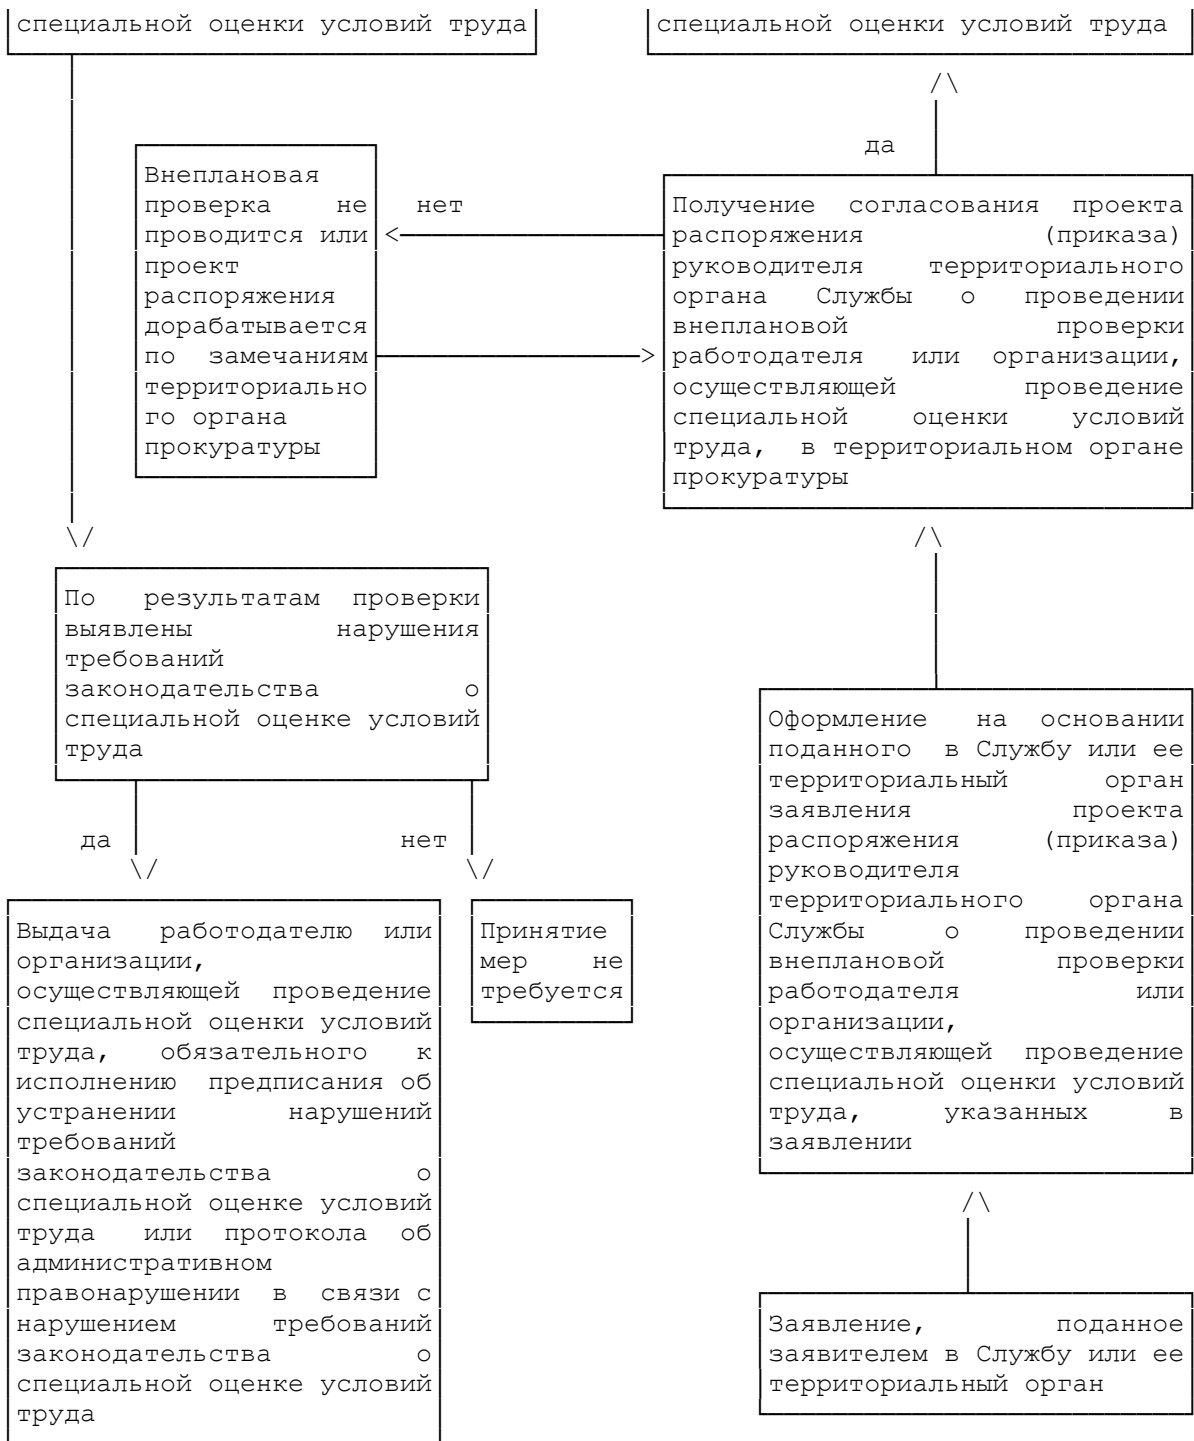 специальной оценки условий труда
специальной оценки условий труда
/\
да
Внеплановая
проверка не
проводится или
проект
распоряжения
дорабатывается
по замечаниям
территориально
го органа
прокуратуры
нет
<
>
Получение согласования проекта
распоряжения (приказа)
руководителя территориального
органа Службы о проведении
внеплановой проверки
работодателя или организации,
осуществляющей проведение
специальной оценки условий
труда, в территориальном органе
прокуратуры
\/
/\
По результатам проверки
выявлены нарушения
требований
законодательства о
специальной оценке условий
труда
да
нет
\/
\/
Выдача работодателю или
организации,
осуществляющей проведение
специальной оценки условий
труда, обязательного к
исполнению предписания об
устранении нарушений
требований
законодательства о
специальной оценке условий
труда или протокола об
административном
правонарушении в связи с
нарушением требований
законодательства о
специальной оценке условий
труда
Принятие
мер не
требуется
Оформление на основании
поданного в Службу или ее
территориальный орган
заявления проекта
распоряжения (приказа)
руководителя
территориального органа
Службы о проведении
внеплановой проверки
работодателя или
организации,
осуществляющей проведение
специальной оценки условий
труда, указанных в
заявлении
/\
Заявление, поданное
заявителем в Службу или ее
территориальный орган